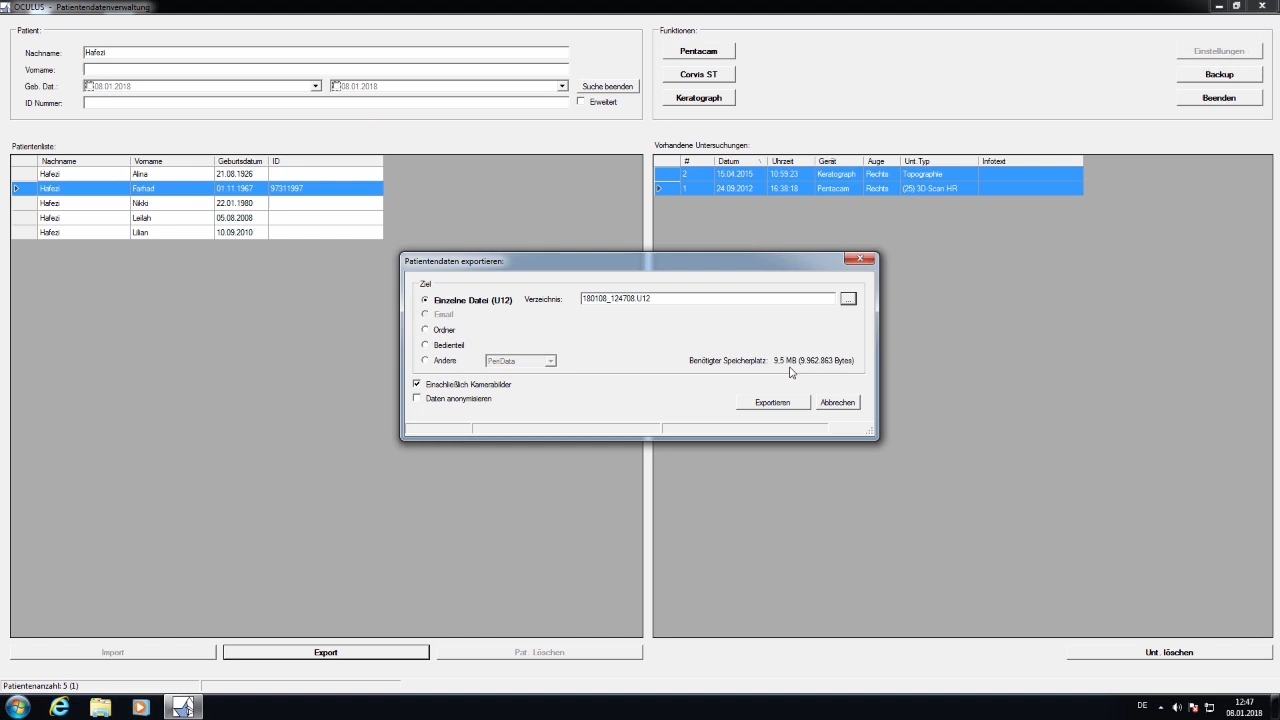 OCULUS - Patientendatenverwaltung
Patient:
Nachname: Hafezi
Vorname:
Geb. Dat.: 08.01.2018 08.01.2018 Suche beenden
ID Nummer: Erweitert
Funktionen:
Pentacam Einstellungen
Corvis ST Backup
Keratograph Beenden
Patientenliste:
Nachname Vorname Geburtsdatum ID
Hafezi Alina 21.08.1926
Hafezi Farhad 01.11.1967 97311997
Hafezi Nikki 22.01.1980
Hafezi Leilah 05.08.2008
Hafezi Lilian 10.09.2010
Vorhandene Untersuchungen:
# Datum Uhrzeit Gerät Auge Unt.Typ Infotext
2 15.04.2015 10:59:23 Keratograph Rechts Topographie
1 24.09.2012 16:38:18 Pentacam Rechts (25) 3D-Scan HR
Patientendaten exportieren:
Ziel
Einzelne Datei (U12) Verzeichnis: 180108_124708.U12 ...
Email
Ordner
Bedienteil
Andere PenData Benötigter Speicherplatz: 9,5 MB (9.962.863 Bytes)
Einschließlich Kamerabilder
Daten anonymisieren
Exportieren Abbrechen
Import Export Pat. Löschen Unt. löschen
Patientenanzahl: 5 (1)
DE 12:47
08.01.2018